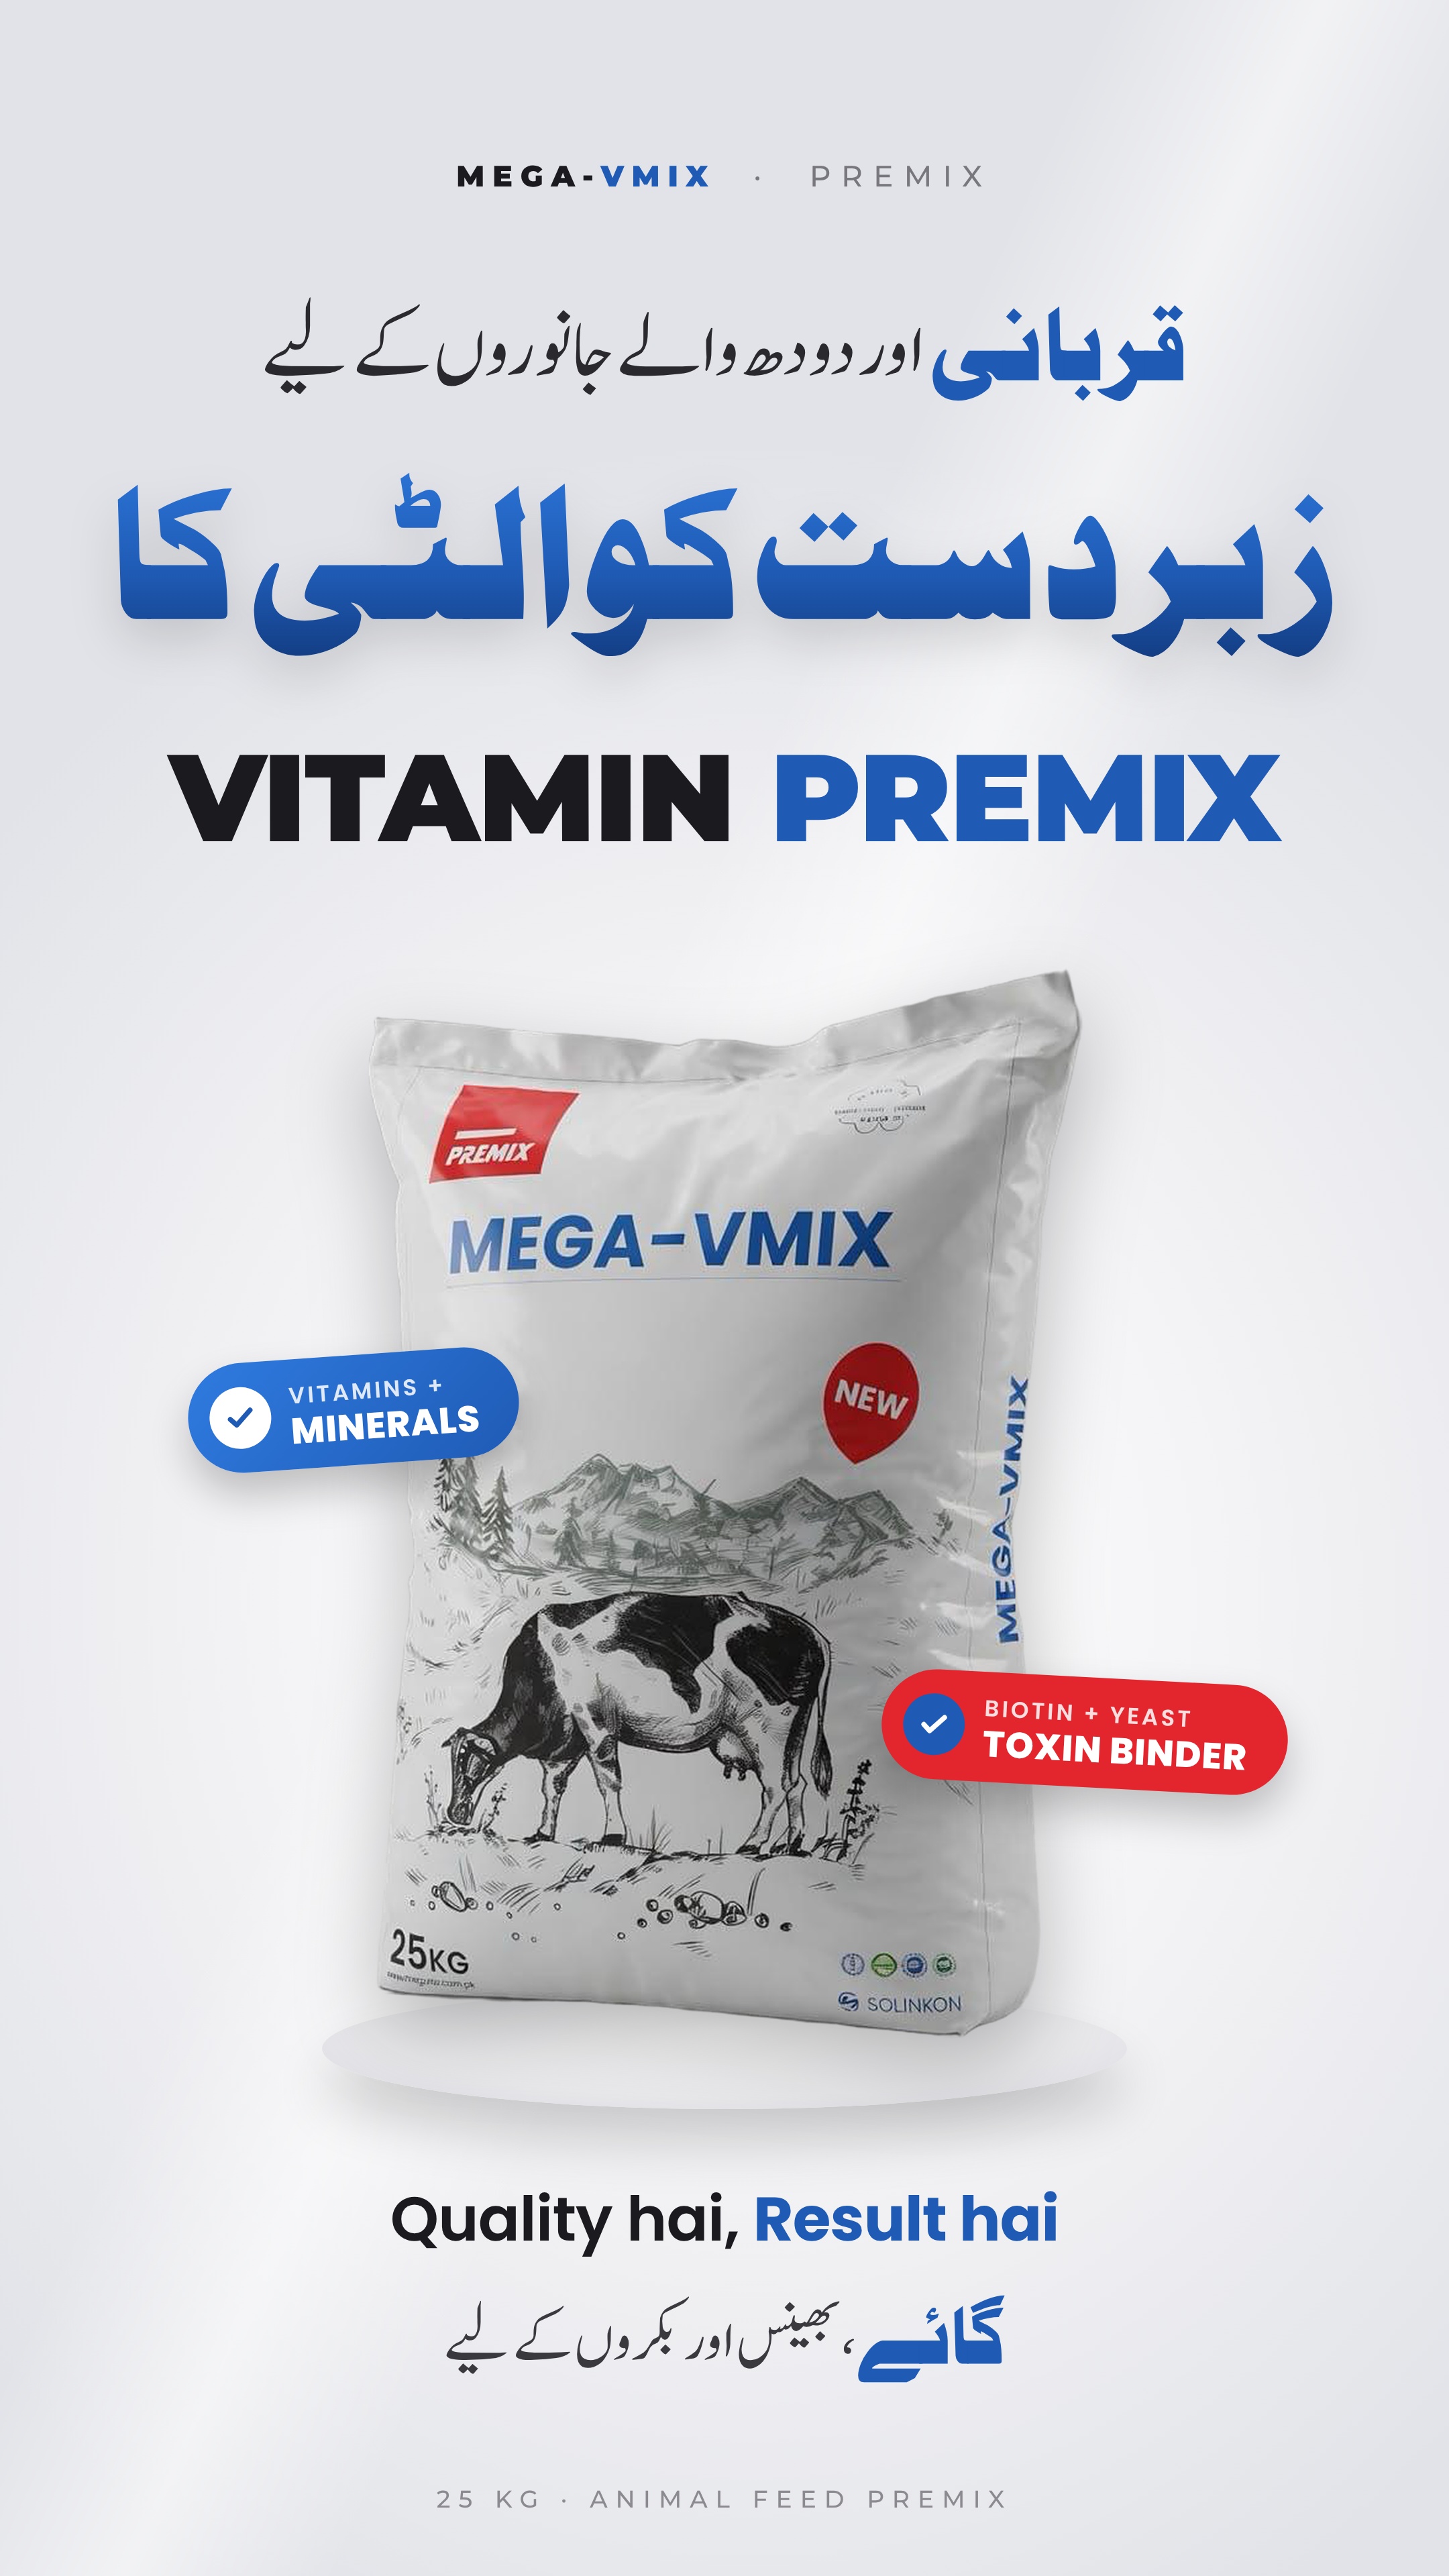 MEGA-VMIX · PREMIX
قربانی اور دودھ والے جانوروں کے لیے
زبردست کوالٹی کا
VITAMIN PREMIX
PREMIX
MEGA-VMIX
NEW
VITAMINS +
MINERALS
MEGA-VMIX
BIOTIN + YEAST
TOXIN BINDER
25KG
SOLINKON
Quality hai, Result hai
گائے، بھینس اور بکروں کے لیے
25 KG · ANIMAL FEED PREMIX